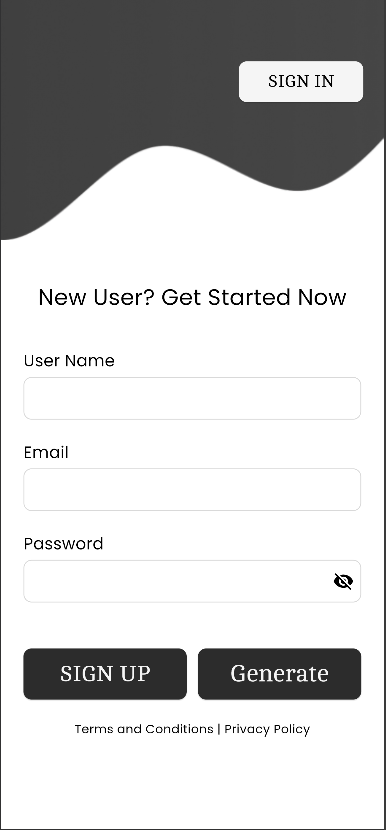 SIGN IN
New User? Get Started Now
User Name
Email
Password
SIGN UP Generate
Terms and Conditions | Privacy Policy